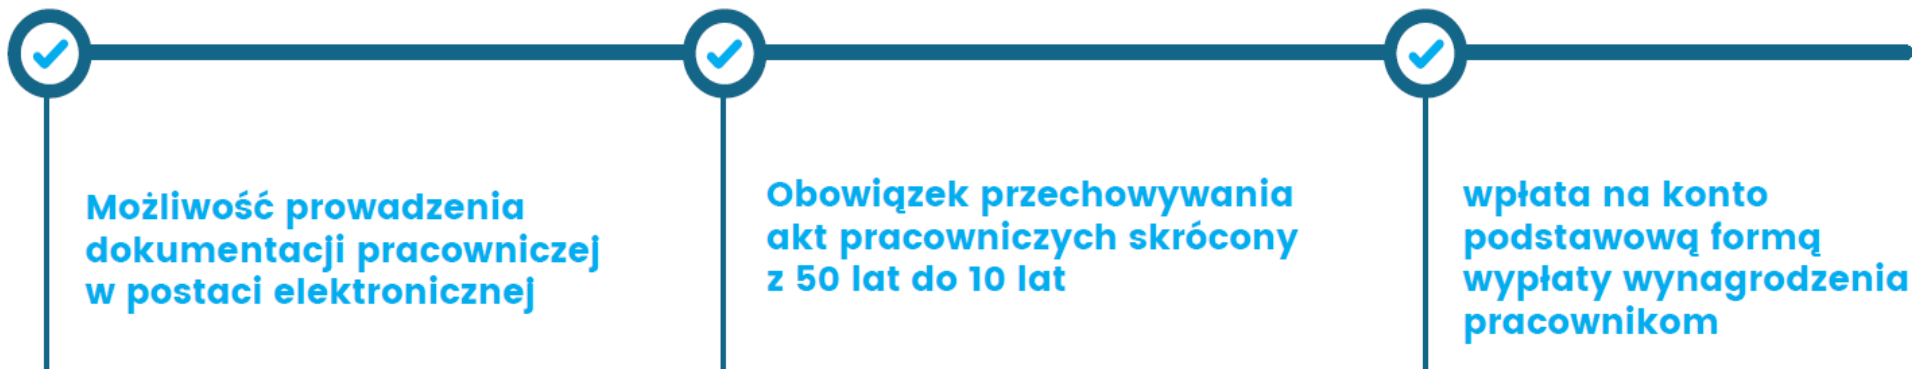 Możliwość prowadzenia
dokumentacji pracowniczej
w postaci elektronicznej
Obowiązek przechowywania
akt pracowniczych skrócony
z 50 lat do 10 lat
wpłata na konto
podstawową formą
wypłaty wynagrodzenia
pracownikom